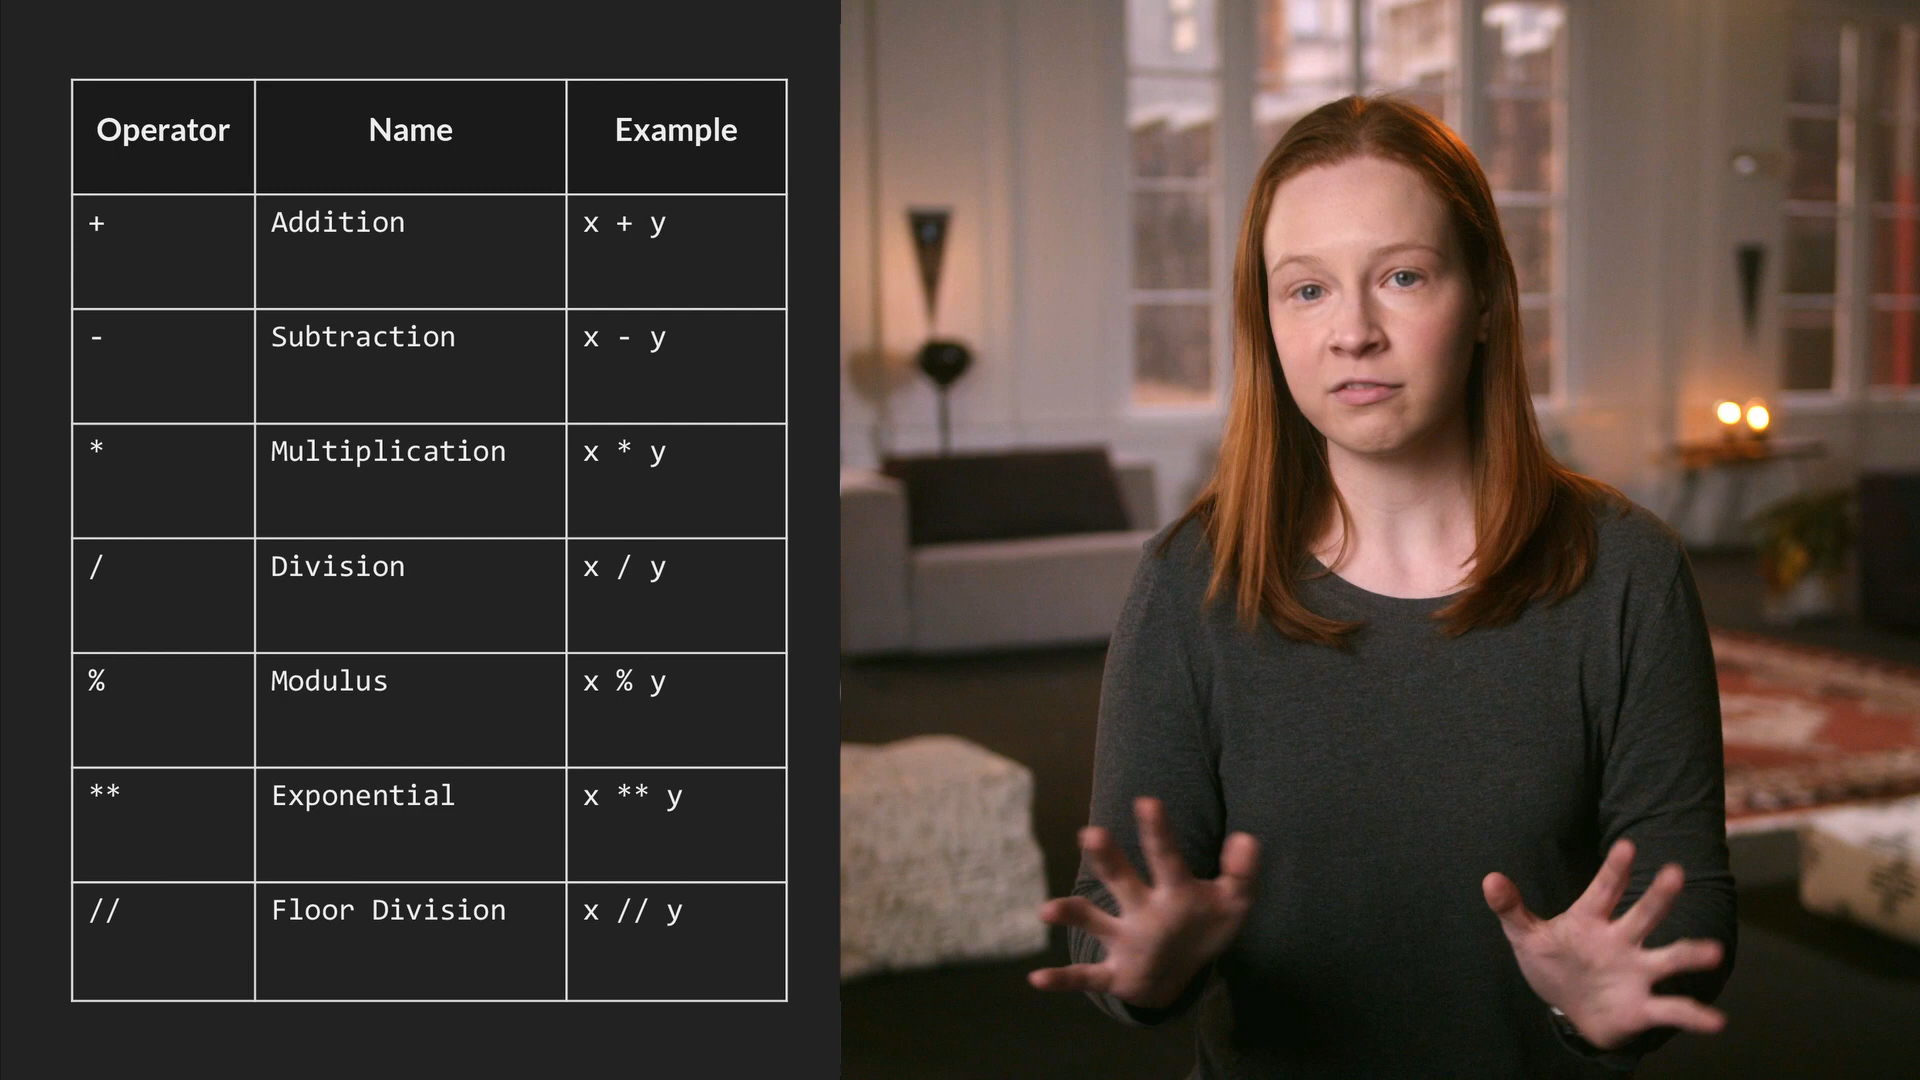 Operator Name Example
+ Addition x + y
- Subtraction x - y
* Multiplication x * y
/ Division x / y
% Modulus x % y
** Exponential x ** y
// Floor Division x // y